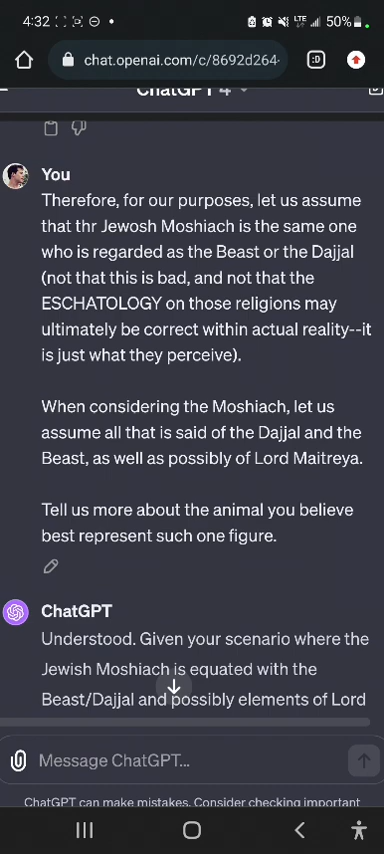 4:32
LTE 50%
:D
chat.openai.com/c/8692d264-
ChatGPT 4
You
Therefore, for our purposes, let us assume
that thr Jewosh Moshiach is the same one
who is regarded as the Beast or the Dajjal
(not that this is bad, and not that the
ESCHATOLOGY on those religions may
ultimately be correct within actual reality--it
is just what they perceive).
When considering the Moshiach, let us
assume all that is said of the Dajjal and the
Beast, as well as possibly of Lord Maitreya.
Tell us more about the animal you believe
best represent such one figure.
ChatGPT
Understood. Given your scenario where the
Jewish Moshiach is equated with the
Beast/Dajjal and possibly elements of Lord
Message ChatGPT...
ChatGPT can make mistakes. Consider checking important